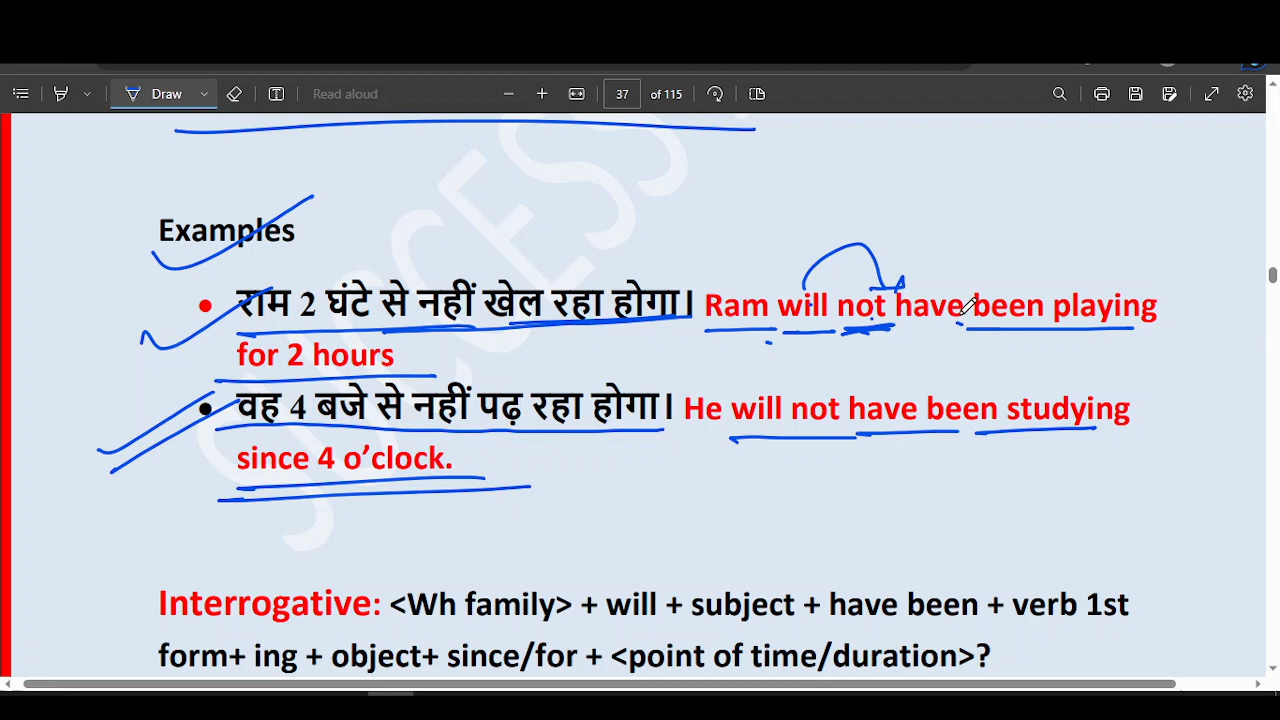 Draw
Read aloud
37 of 115
SUCCESS
Examples
• राम 2 घंटे से नहीं खेल रहा होगा। Ram will not have been playing
for 2 hours
• वह 4 बजे से नहीं पढ़ रहा होगा। He will not have been studying
since 4 o’clock.
Interrogative: <Wh family> + will + subject + have been + verb 1st
form+ ing + object+ since/for + <point of time/duration>?